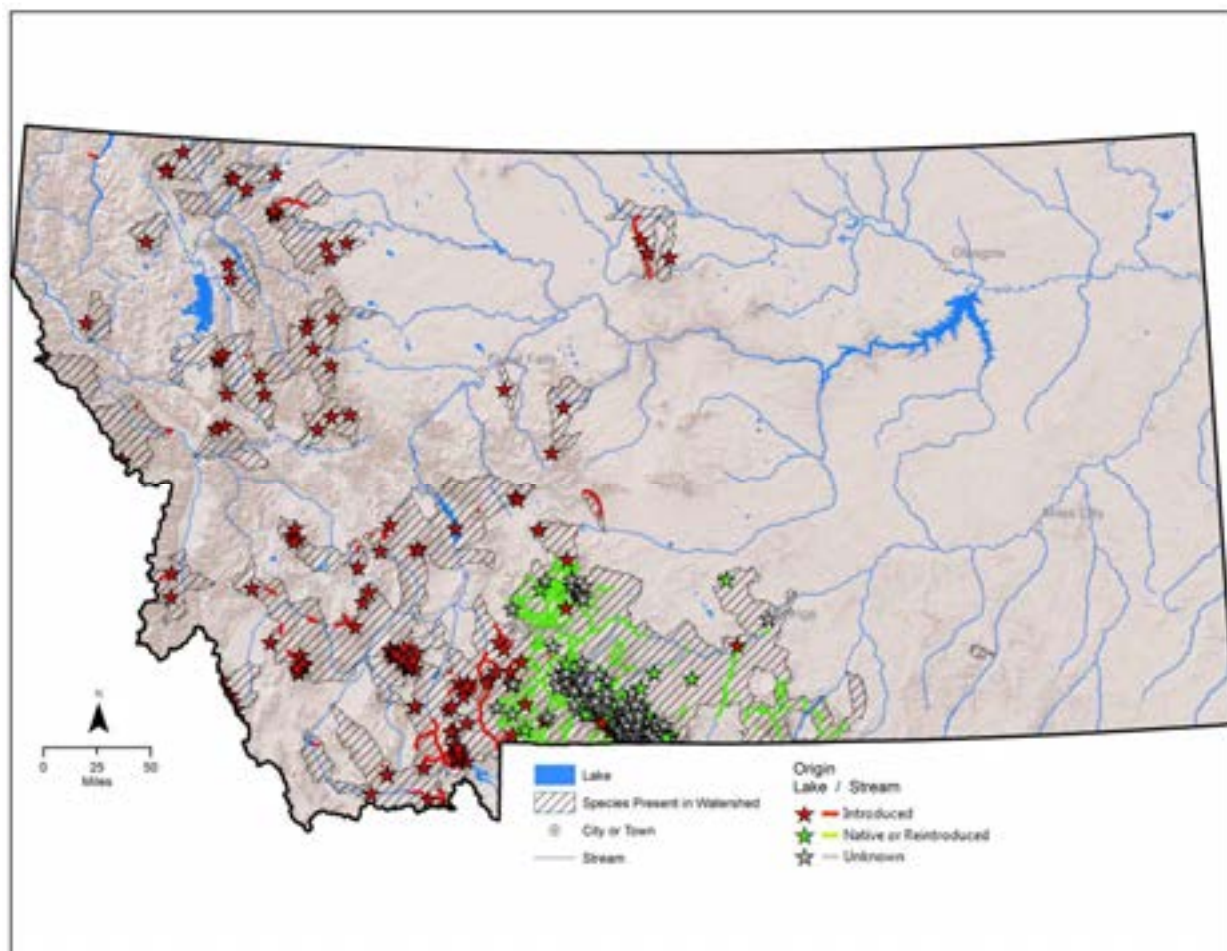 Glasgow
Great Falls
Miles City
N
0 25 50
Miles
Lake
Species Present in Watershed
City or Town
Stream
Origin
Lake / Stream
Introduced
Native or Reintroduced
Unknown